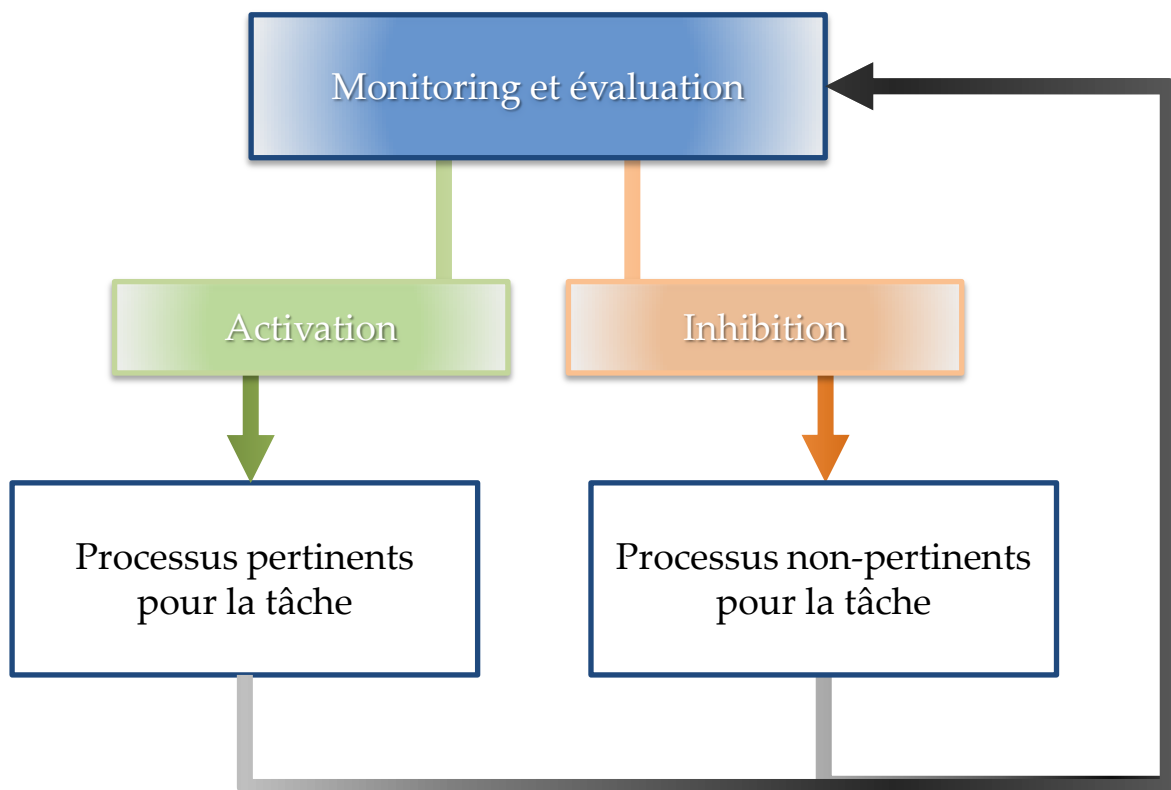 Monitoring et évaluation
Activation
Inhibition
Processus pertinents
pour la tâche
Processus non-pertinents
pour la tâche